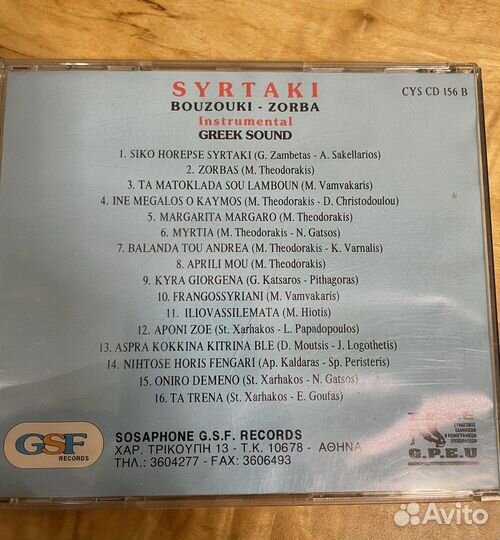 SYRTAKI
CYS CD 156 B
BOUZOUKI - ZORBA
Instrumental
GREEK SOUND
1. SIKO HOREPSE SYRTAKI (G. Zambetas - A. Sakellarios)
2. ZORBAS (M. Theodorakis)
3. TA MATOKLADA SOU LAMBOUN (M. Vamvakaris)
4. INE MEGALOS O KAYMOS (M. Theodorakis - D. Christodoulou)
5. MARGARITA MARGARO (M. Theodorakis)
6. MYRTIA (M. Theodorakis - N. Gatsos)
7. BALANDA TOU ANDREA (M. Theodorakis - K. Varnalis)
8. APRILI MOU (M. Theodorakis)
9. KYRA GIORGENA (G. Katsaros - Pithagoras)
10. FRANGOSSYRIANI (M. Vamvakaris)
11. ILIOVASSILEMATA (M. Hiotis)
12. APONI ZOE (St. Xarhakos - L. Papadopoulos)
13. ASPRA KOKKINA KITRINA BLE (D. Moutsis - J. Logothetis)
14. NIHTOSE HORIS FENGARI (Ap. Kaldaras - Sp. Peristeris)
15. ONIRO DEMENO (St. Xarhakos - N. Gatsos)
16. TA TRENA (St. Xarhakos - E. Goufas)
GSF
RECORDS
SOSAPHONE G.S.F. RECORDS
ΧΑΡ. ΤΡΙΚΟΥΠΗ 13 - Τ.Κ. 10678 - ΑΘΗΝΑ
ΤΗΛ.: 3604277 - FAX: 3606493
ΣΥΝΔΕΣΜΟΣ
ΕΛΛΗΝΙΚΩΝ
G.P.E.U
Avito